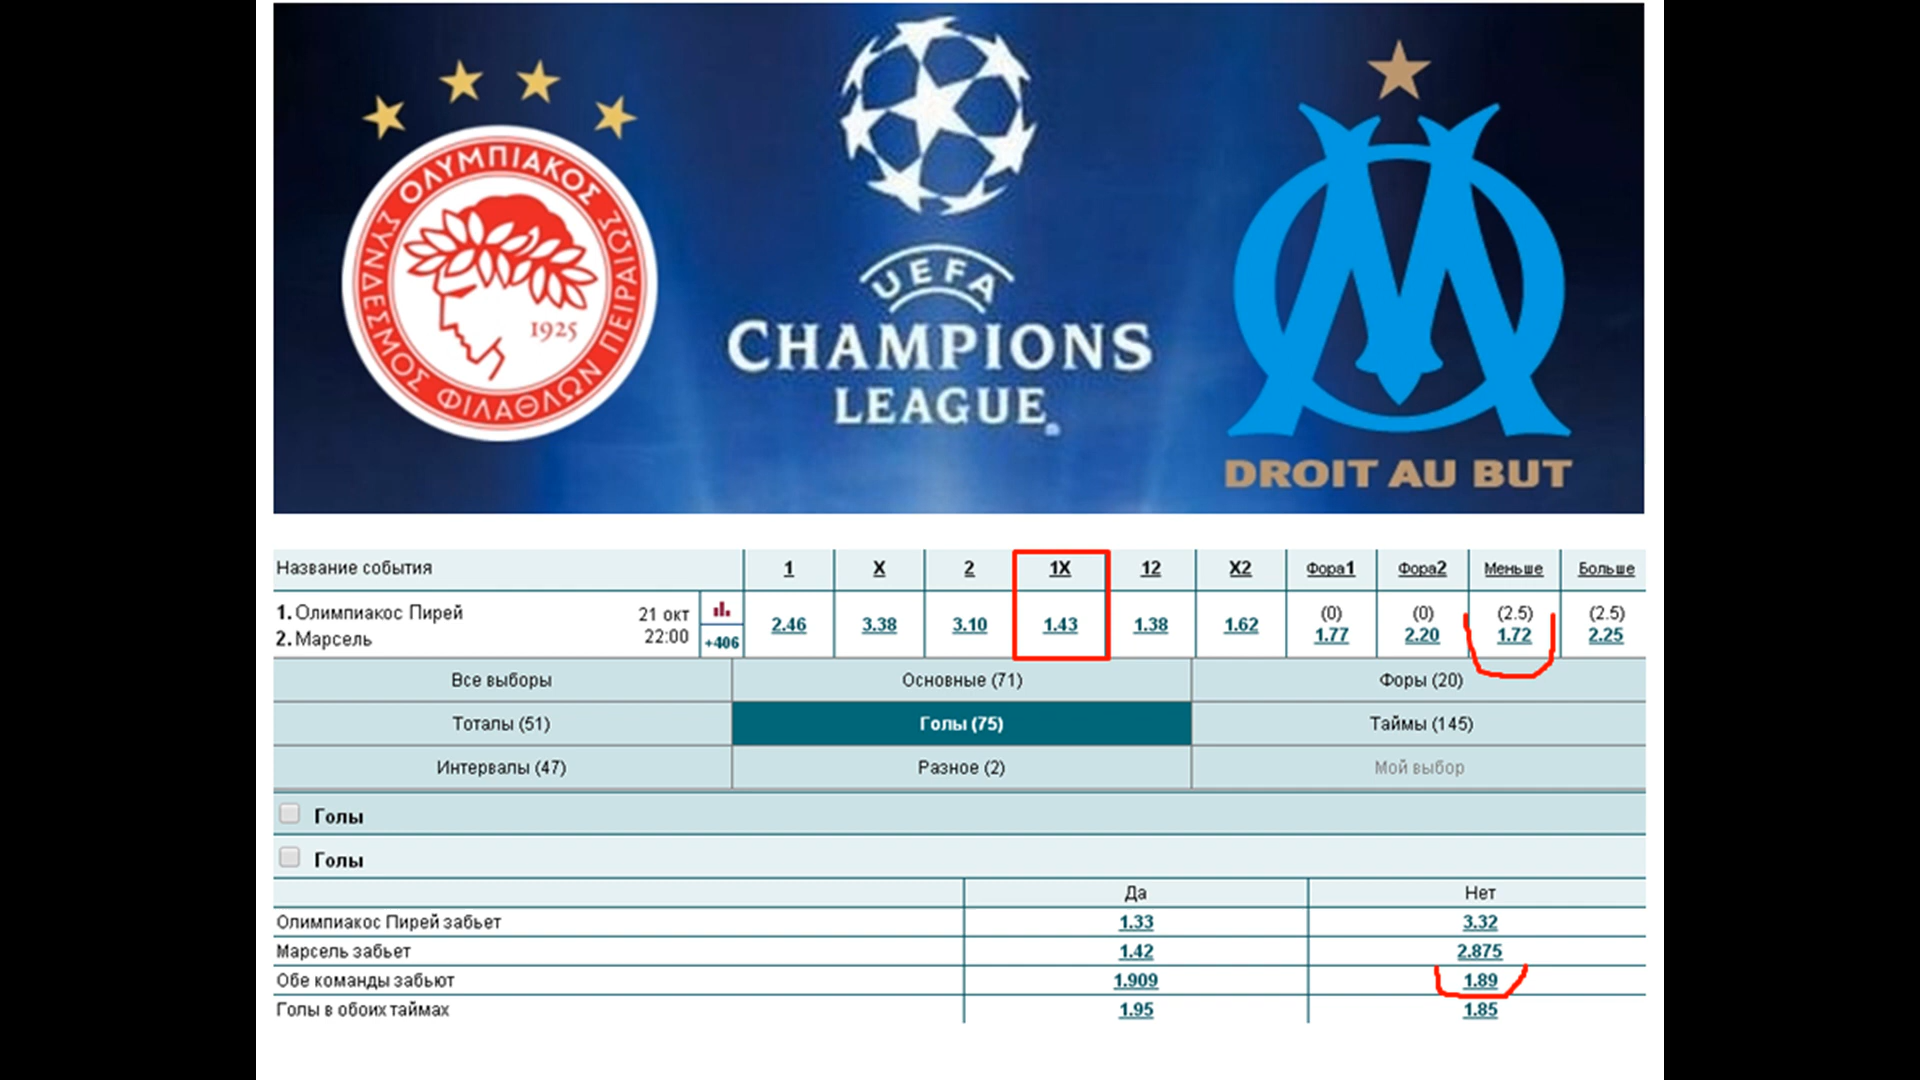 ΣΥΝΔΕΣΜΟΣ ΦΙΛΑΘΛΩΝ ΠΕΙΡΑΙΩΣ
ΟΛΥΜΠΙΑΚΟΣ
1925
UEFA
CHAMPIONS
LEAGUE
DROIT AU BUT
Название события 1 X 2 1X 12 X2 Фора1 Фора2 Меньше Больше
1. Олимпиакос Пирей 21 окт (0) (0) (2.5) (2.5)
2. Марсель 22:00 +406 2.46 3.38 3.10 1.43 1.38 1.62 1.77 2.20 1.72 2.25
Все выборы Основные (71) Форы (20)
Тоталы (51) Голы (75) Таймы (145)
Интервалы (47) Разное (2) Мой выбор
Голы
Голы
Да Нет
Олимпиакос Пирей забьет 1.33 3.32
Марсель забьет 1.42 2.875
Обе команды забьют 1.909 1.89
Голы в обоих таймах 1.95 1.85